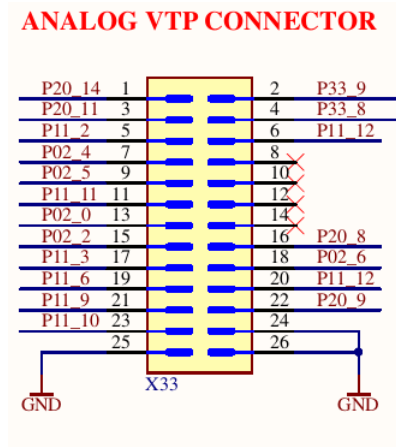 ANALOG VTP CONNECTOR
P20_14 1 2 P33_9
P20_11 3 4 P33_8
P11_2 5 6 P11_12
P02_4 7 8
P02_5 9 10
P11_11 11 12
P02_0 13 14
P02_2 15 16 P20_8
P11_3 17 18 P02_6
P11_6 19 20 P11_12
P11_9 21 22 P20_9
P11_10 23 24
25 26
X33
GND GND